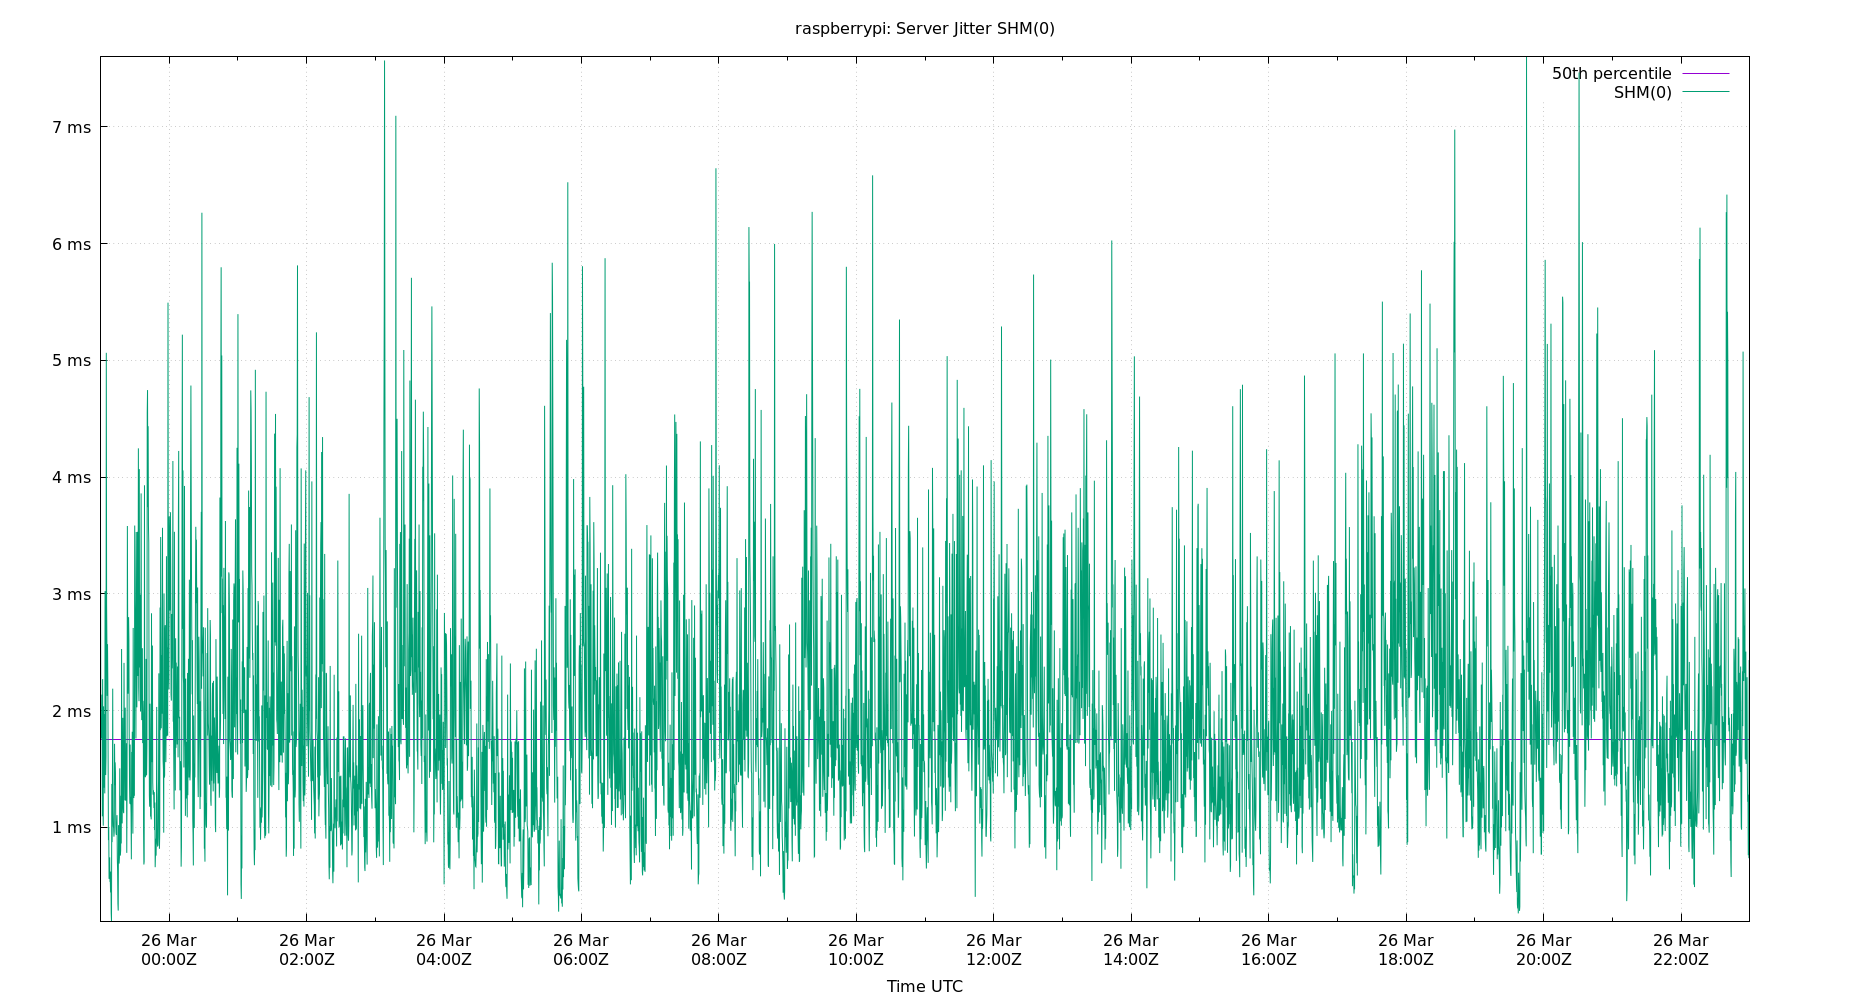 raspberrypi: Server Jitter SHM(0)
50th percentile
SHM(0)
7 ms
6 ms
5 ms
4 ms
3 ms
2 ms
1 ms
26 Mar 26 Mar 26 Mar 26 Mar 26 Mar 26 Mar 26 Mar 26 Mar 26 Mar 26 Mar 26 Mar 26 Mar
00:00Z 02:00Z 04:00Z 06:00Z 08:00Z 10:00Z 12:00Z 14:00Z 16:00Z 18:00Z 20:00Z 22:00Z
Time UTC